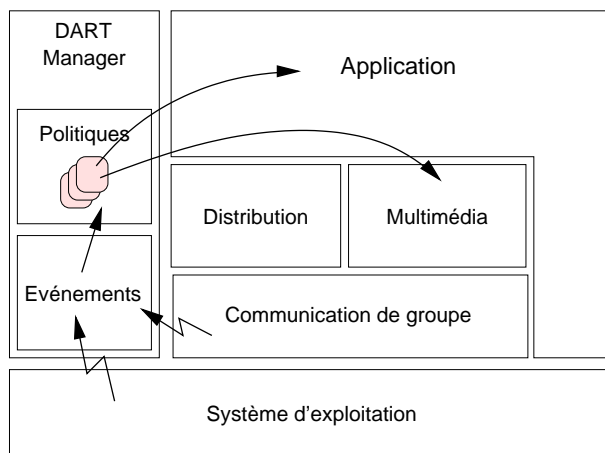 DART
Manager
Application
Politiques
Distribution
Multimédia
Evénements
Communication de groupe
Système d'exploitation